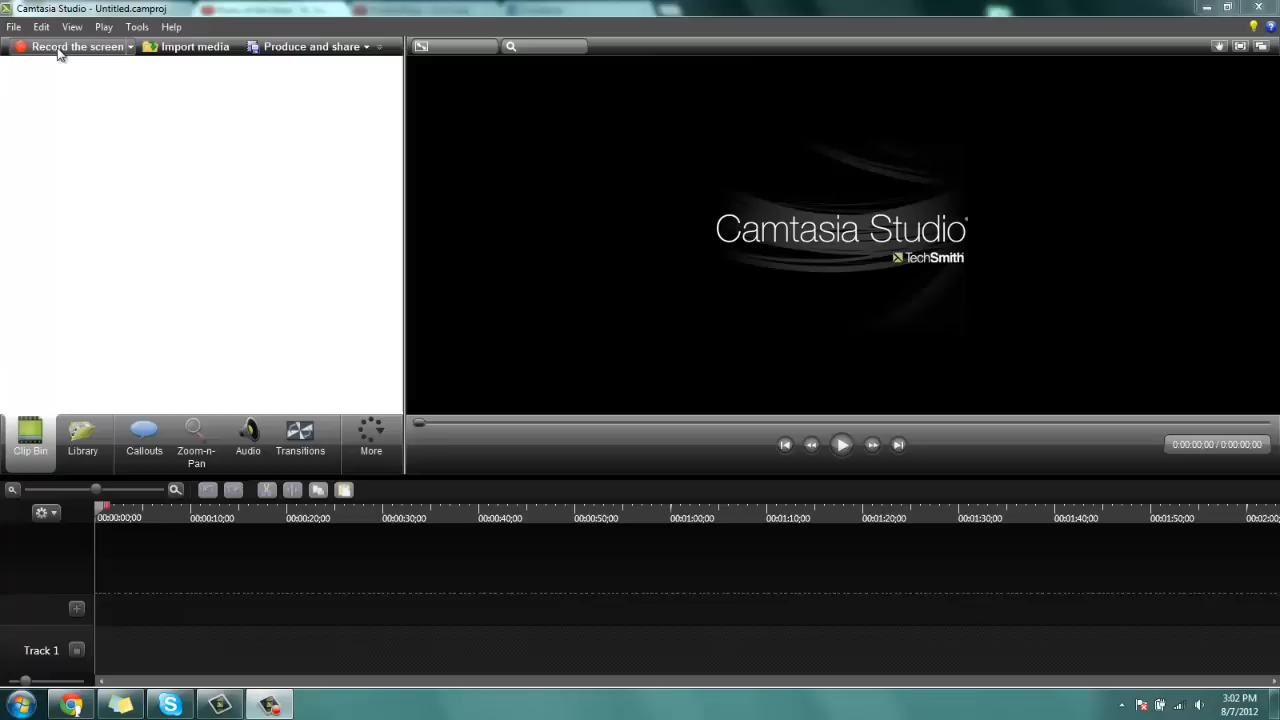 Camtasia Studio - Untitled.camproj
File Edit View Play Tools Help
Record the screen Import media Produce and share
Camtasia Studio
TechSmith
Clip Bin Library Callouts Zoom-n-Pan Audio Transitions More
0:00:00;00 / 0:00:00;00
00:00:00;00 00:00:10;00 00:00:20;00 00:00:30;00 00:00:40;00 00:00:50;00 00:01:00;00 00:01:10;00 00:01:20;00 00:01:30;00 00:01:40;00 00:01:50;00 00:02:00
Track 1
3:02 PM
8/7/2012